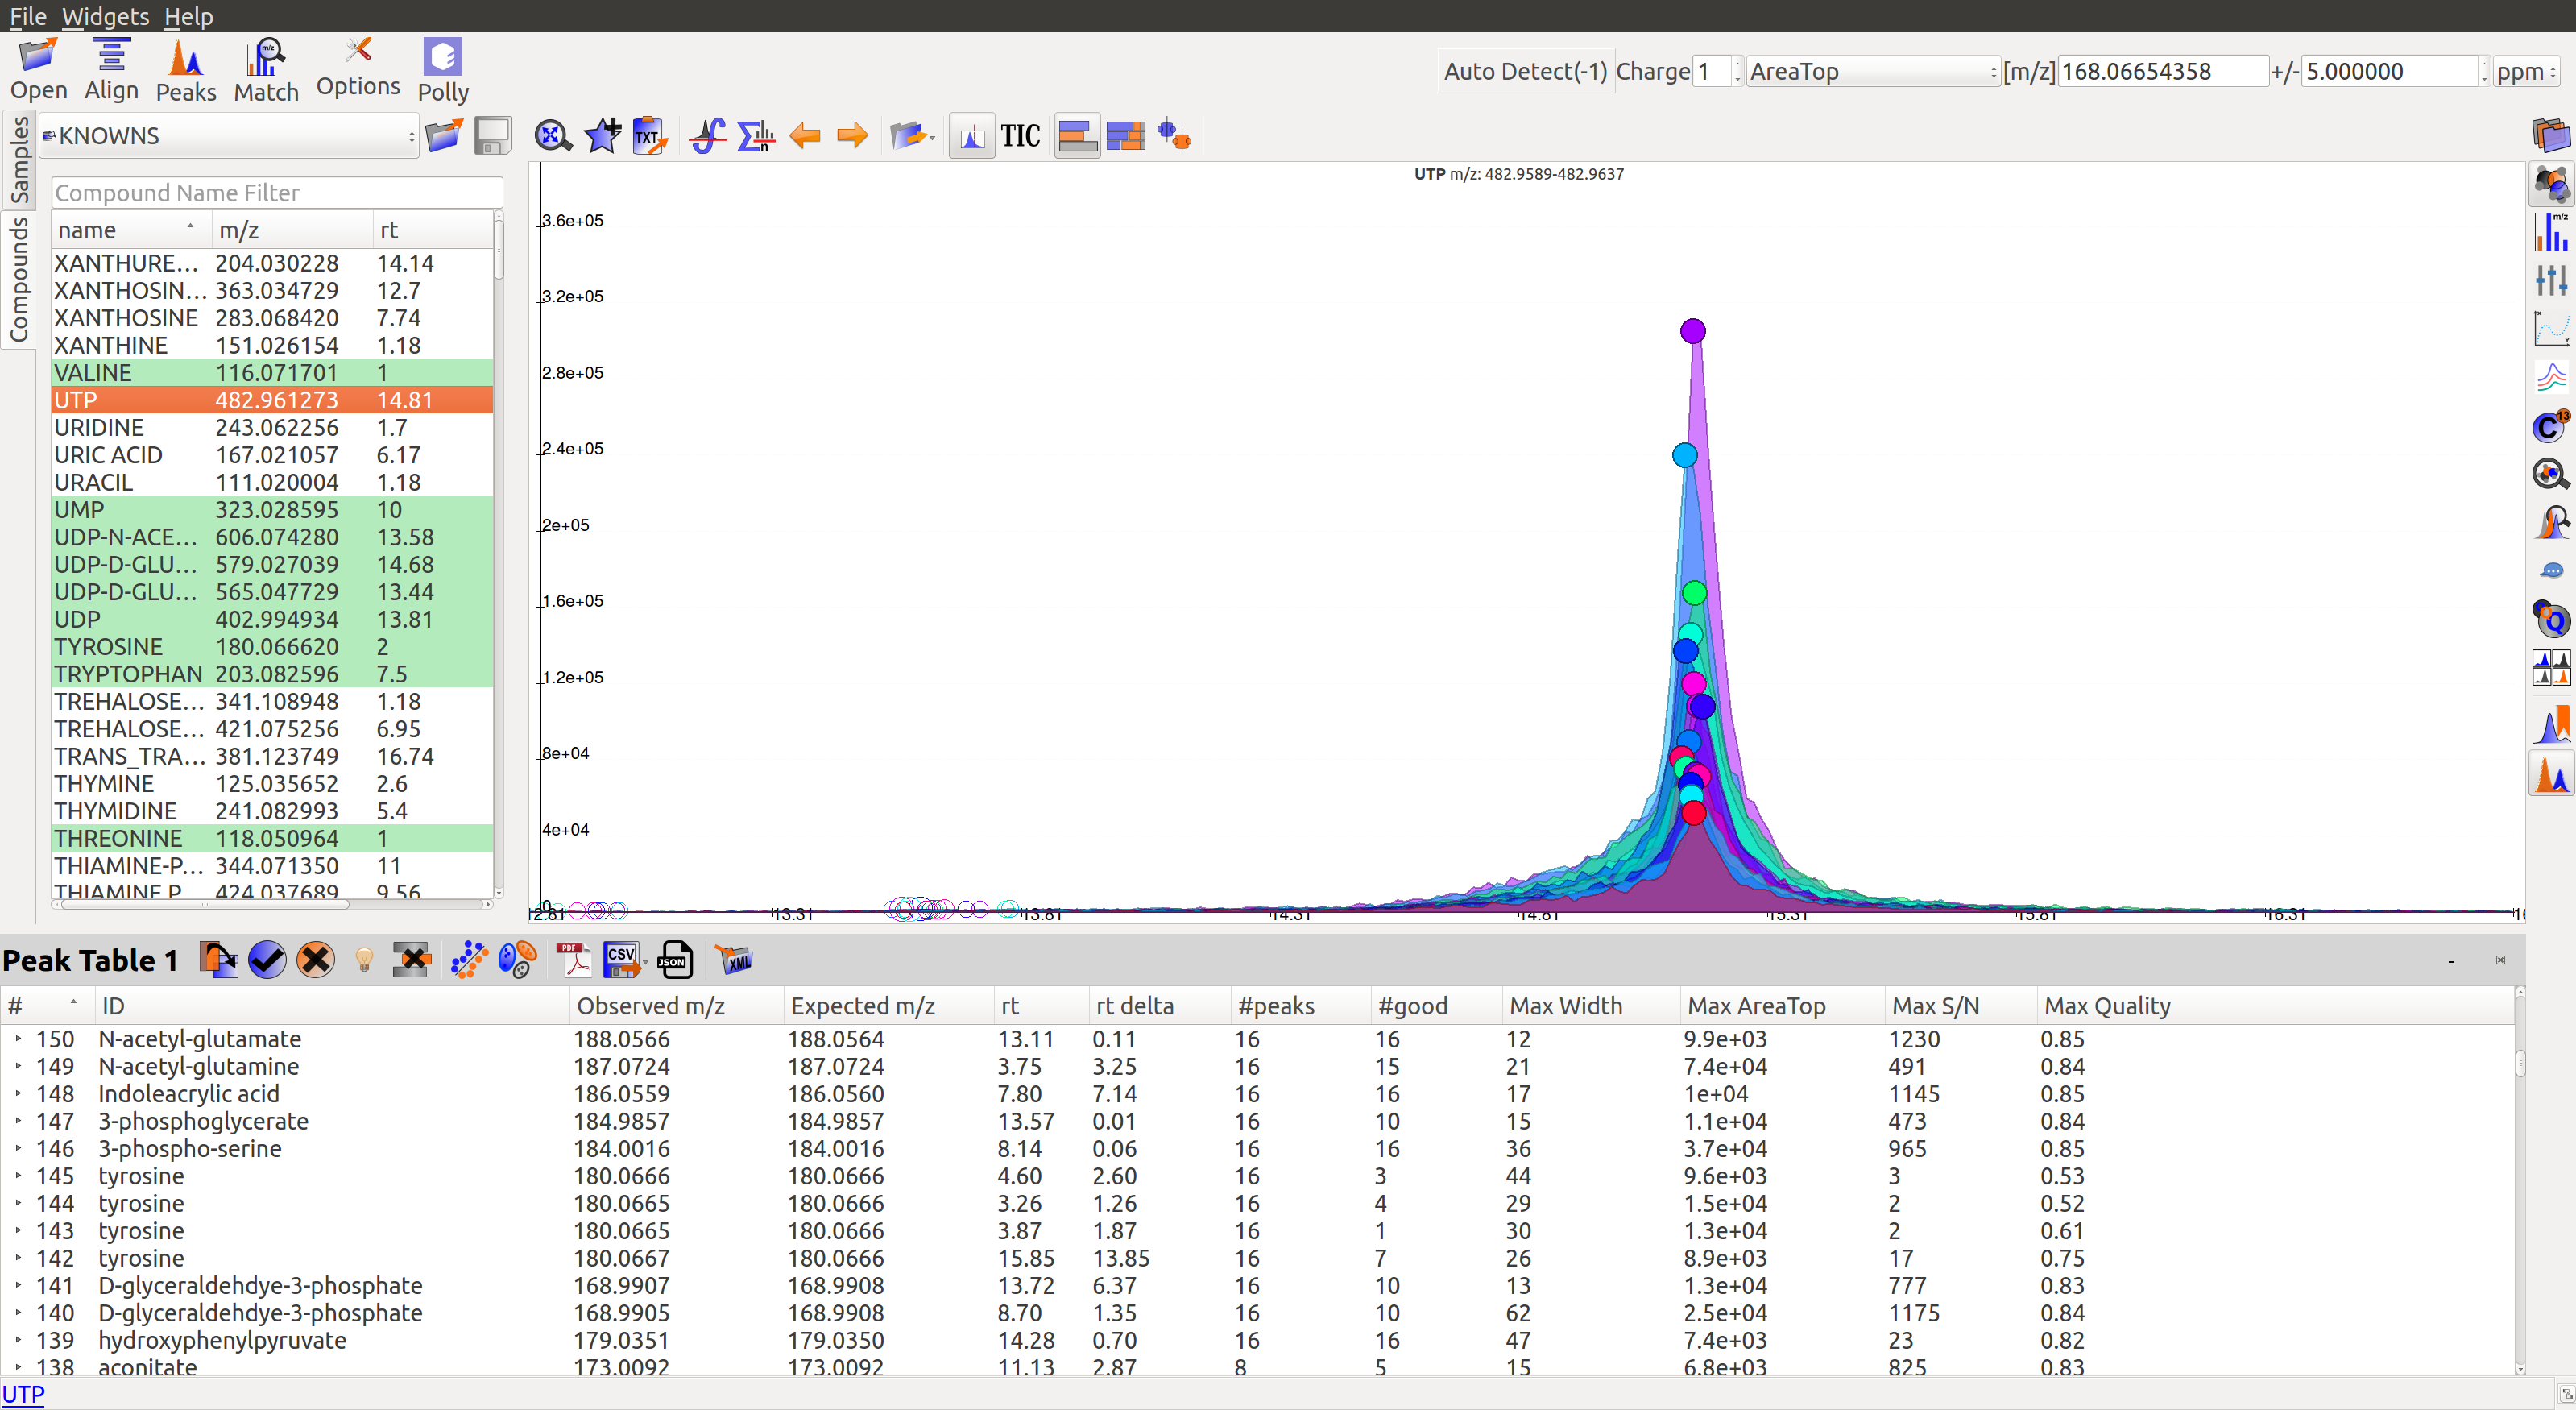 File Widgets Help
Open Align Peaks Match Options Polly
Auto Detect(-1) Charge 1 AreaTop [m/z] 168.06654358 +/- 5.000000 ppm
Samples
Compounds
KNOWNS
TXT
TIC
Compound Name Filter
name m/z rt
XANTHURE... 204.030228 14.14
XANTHOSIN... 363.034729 12.7
XANTHOSINE 283.068420 7.74
XANTHINE 151.026154 1.18
VALINE 116.071701 1
UTP 482.961273 14.81
URIDINE 243.062256 1.7
URIC ACID 167.021057 6.17
URACIL 111.020004 1.18
UMP 323.028595 10
UDP-N-ACE... 606.074280 13.58
UDP-D-GLU... 579.027039 14.68
UDP-D-GLU... 565.047729 13.44
UDP 402.994934 13.81
TYROSINE 180.066620 2
TRYPTOPHAN 203.082596 7.5
TREHALOSE... 341.108948 1.18
TREHALOSE... 421.075256 6.95
TRANS_TRA... 381.123749 16.74
THYMINE 125.035652 2.6
THYMIDINE 241.082993 5.4
THREONINE 118.050964 1
THIAMINE-P... 344.071350 11
THIAMINE P 424.037689 9.56
UTP m/z: 482.9589-482.9637
3.6e+05
3.2e+05
2.8e+05
2.4e+05
2e+05
1.6e+05
1.2e+05
8e+04
4e+04
0
12.81 13.31 13.81 14.31 14.81 15.31 15.81 16.31
Peak Table 1
PDF CSV JSON XML
# ID Observed m/z Expected m/z rt rt delta #peaks #good Max Width Max AreaTop Max S/N Max Quality
150 N-acetyl-glutamate 188.0566 188.0564 13.11 0.11 16 16 12 9.9e+03 1230 0.85
149 N-acetyl-glutamine 187.0724 187.0724 3.75 3.25 16 15 21 7.4e+04 491 0.84
148 Indoleacrylic acid 186.0559 186.0560 7.80 7.14 16 16 17 1e+04 1145 0.85
147 3-phosphoglycerate 184.9857 184.9857 13.57 0.01 16 10 15 1.1e+04 473 0.84
146 3-phospho-serine 184.0016 184.0016 8.14 0.06 16 16 36 3.7e+04 965 0.85
145 tyrosine 180.0666 180.0666 4.60 2.60 16 3 44 9.6e+03 3 0.53
144 tyrosine 180.0665 180.0666 3.26 1.26 16 4 29 1.5e+04 2 0.52
143 tyrosine 180.0665 180.0666 3.87 1.87 16 1 30 1.3e+04 2 0.61
142 tyrosine 180.0667 180.0666 15.85 13.85 16 7 26 8.9e+03 17 0.75
141 D-glyceraldehdye-3-phosphate 168.9907 168.9908 13.72 6.37 16 10 13 1.3e+04 777 0.83
140 D-glyceraldehdye-3-phosphate 168.9905 168.9908 8.70 1.35 16 10 62 2.5e+04 1175 0.84
139 hydroxyphenylpyruvate 179.0351 179.0350 14.28 0.70 16 16 47 7.4e+03 23 0.82
138 aconitate 173.0092 173.0092 11.13 2.87 8 5 15 6.8e+03 825 0.83
UTP